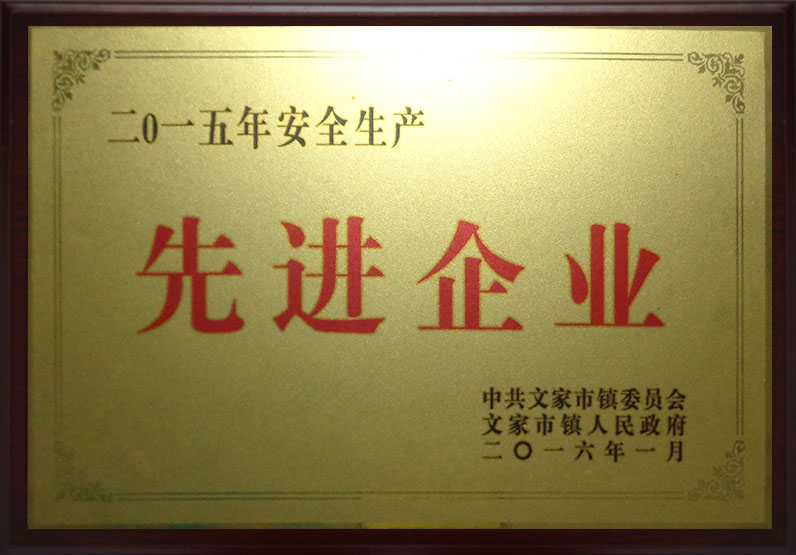 二0一五年安全生产
先进企业
中共文家市镇委员会
文家市镇人民政府
二〇一六年一月